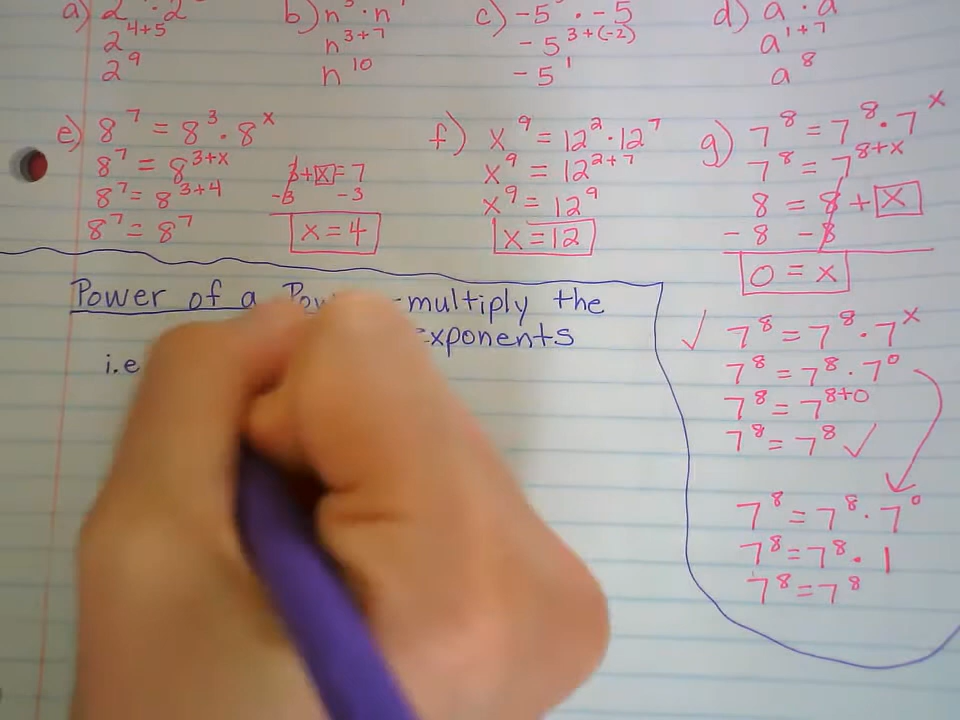 a) 2 · 2
2^4+5
2^9
b) n^3 · n^7
n^3+7
n^10
c) -5 · -5
-5^3+(-2)
-5^1
d) a · a
a^1+7
a^8
e) 8^7 = 8^3 · 8^x
8^7 = 8^3+x
8^7 = 8^3+4
8^7 = 8^7
3+x=7
-3 -3
x=4
f) x^9 = 12^2 · 12^7
x^9 = 12^2+7
x^9 = 12^9
x=12
g) 7^8 = 7^8 · 7^x
7^8 = 7^8+x
8 = 8 + x
-8 -8
0 = x
Power of a -multiply the
exponents
i.e
✓ 7^8 = 7^8 · 7^x
7^8 = 7^8 · 7^0
7^8 = 7^8+0
7^8 = 7^8 ✓
7^8 = 7^8 · 7^0
7^8 = 7^8 · 1
7^8 = 7^8